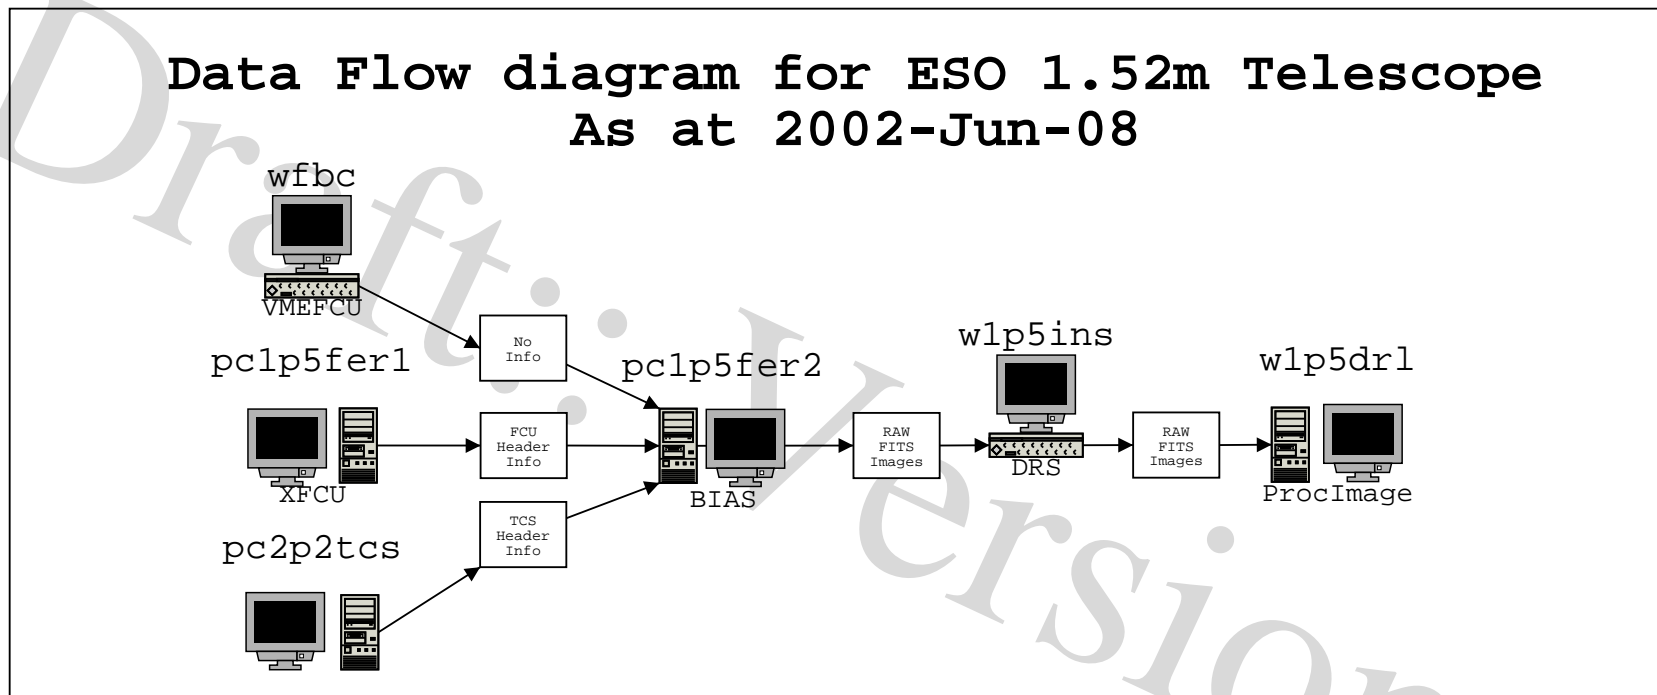 Data Flow diagram for ESO 1.52m Telescope
As at 2002-Jun-08
Draft:: Version
wfbc
VMEFCU
No
Info
pc1p5fer1
XFCU
FCU
Header
Info
pc2p2tcs
TCS
Header
Info
pc1p5fer2
BIAS
RAW
FITS
Images
w1p5ins
DRS
RAW
FITS
Images
w1p5drl
ProcImage